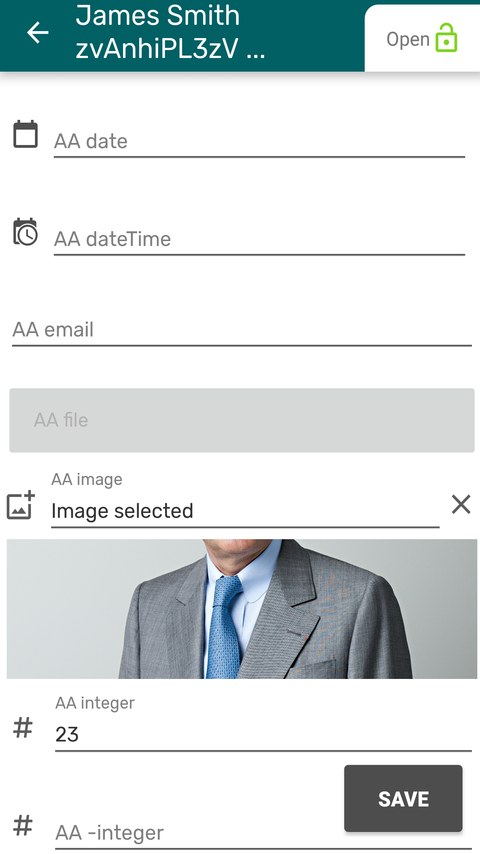 James Smith
zvAnhiPL3zV ...
Open
AA date
AA dateTime
AA email
AA file
AA image
Image selected
AA integer
# 23
SAVE
# AA -integer